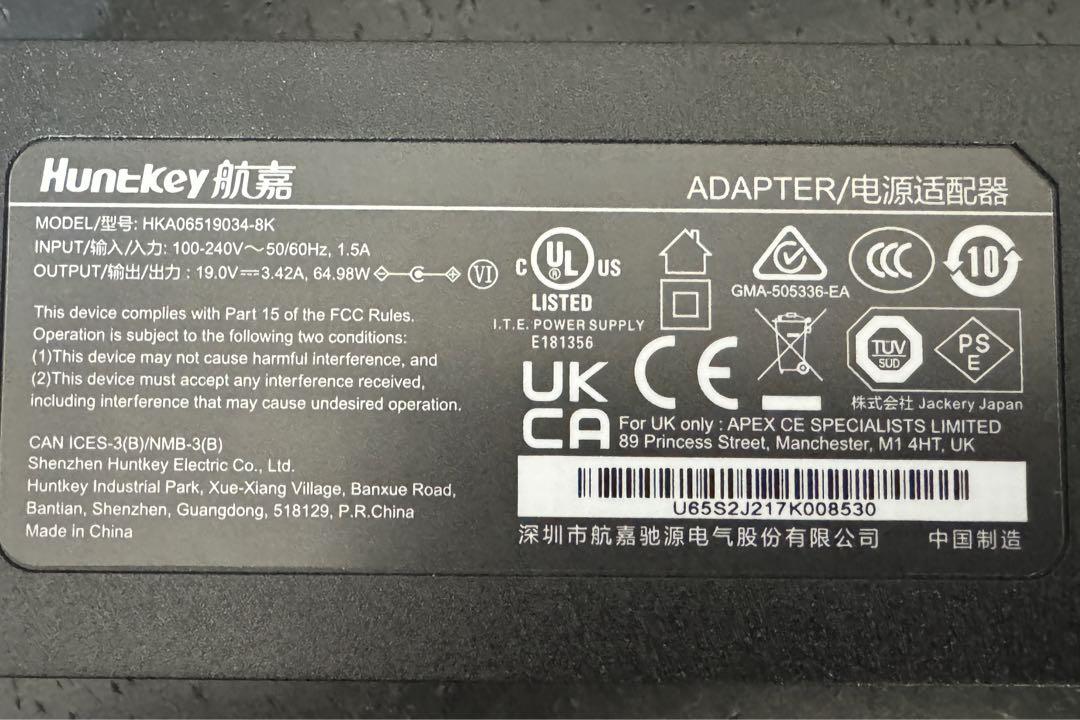 Huntkey航嘉
ADAPTER/电源适配器
MODEL/型号: HKA06519034-8K
INPUT/输入/入力: 100-240V～50/60Hz, 1.5A
OUTPUT/输出/出力 : 19.0V⎓3.42A, 64.98W
VI
This device complies with Part 15 of the FCC Rules.
Operation is subject to the following two conditions:
(1)This device may not cause harmful interference, and
(2)This device must accept any interference received,
including interference that may cause undesired operation.
CAN ICES-3(B)/NMB-3(B)
Shenzhen Huntkey Electric Co., Ltd.
Huntkey Industrial Park, Xue-Xiang Village, Banxue Road,
Bantian, Shenzhen, Guangdong, 518129, P.R.China
Made in China
C UL® US
LISTED
I.T.E. POWER SUPPLY
E181356
GMA-505336-EA
CCC
10
UK
CA
CE
TÜV
SÜD
PS
E
株式会社 Jackery Japan
For UK only : APEX CE SPECIALISTS LIMITED
89 Princess Street, Manchester, M1 4HT, UK
U65S2J217K008530
深圳市航嘉驰源电气股份有限公司
中国制造